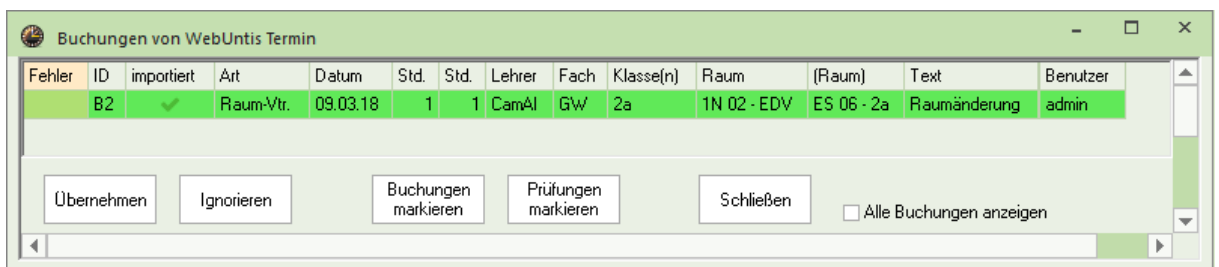 Buchungen von WebUntis Termin
Fehler ID importiert Art Datum Std. Std. Lehrer Fach Klasse(n) Raum (Raum) Text Benutzer
B2 Raum-Vtr. 09.03.18 1 1 CamAl GW 2a 1N 02 - EDV ES 06 - 2a Raumänderung admin
Übernehmen Ignorieren Buchungen markieren Prüfungen markieren Schließen Alle Buchungen anzeigen